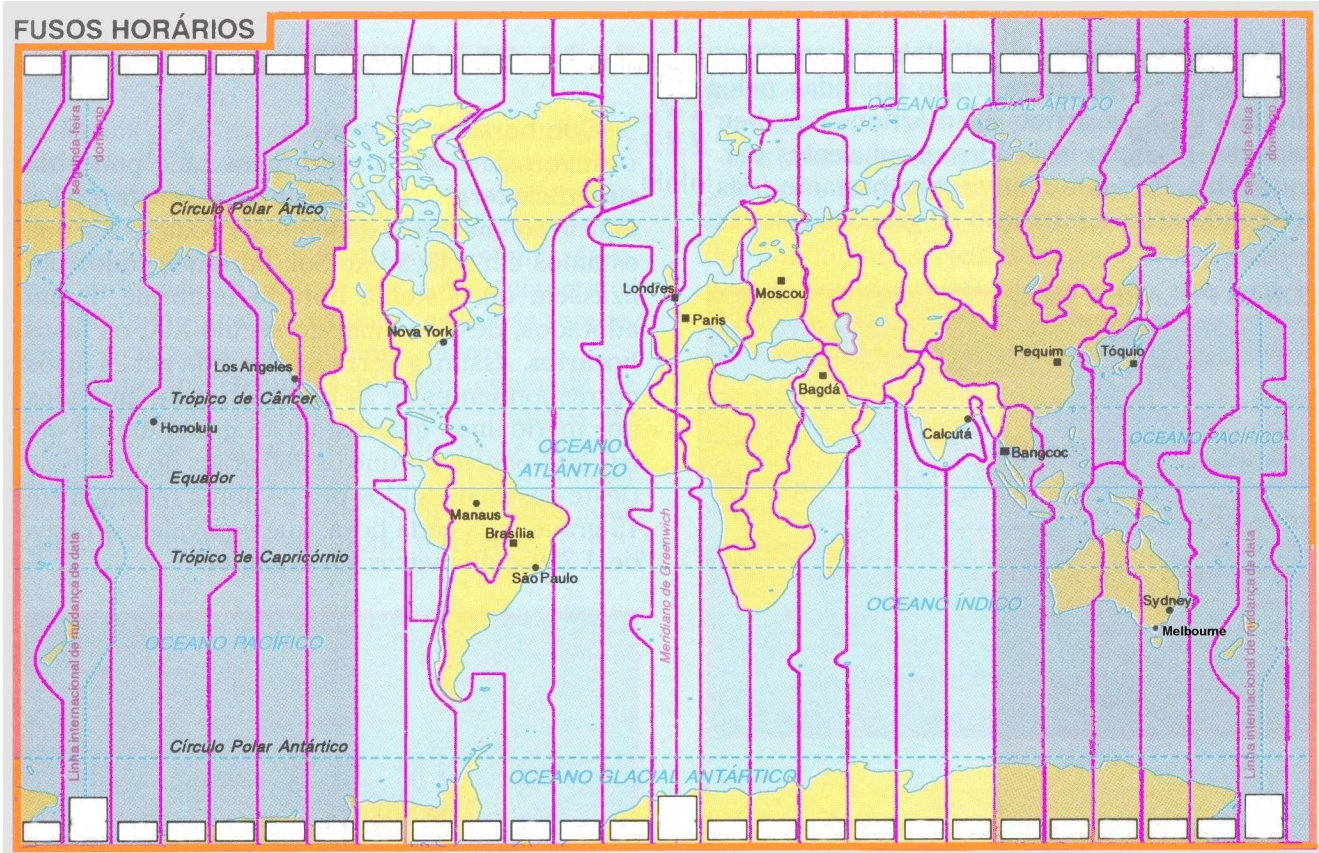 FUSOS HORÁRIOS
segunda-feira
domingo
OCEANO GLACIAL ÁRTICO
segunda-feira
domingo
Círculo Polar Ártico
Londres
Moscou
Paris
Nova York
Los Angeles
Pequim
Tóquio
Bagdá
Trópico de Câncer
Honolulu
Calcutá
OCEANO PACÍFICO
OCEANO
ATLÂNTICO
Bangcoc
Equador
Manaus
Brasília
Trópico de Capricórnio
São Paulo
Meridiano de Greenwich
OCEANO ÍNDICO
Sydney
Melbourne
OCEANO PACÍFICO
Linha internacional de mudança de data
Linha internacional de mudança de data
Círculo Polar Antártico
OCEANO GLACIAL ANTÁRTICO